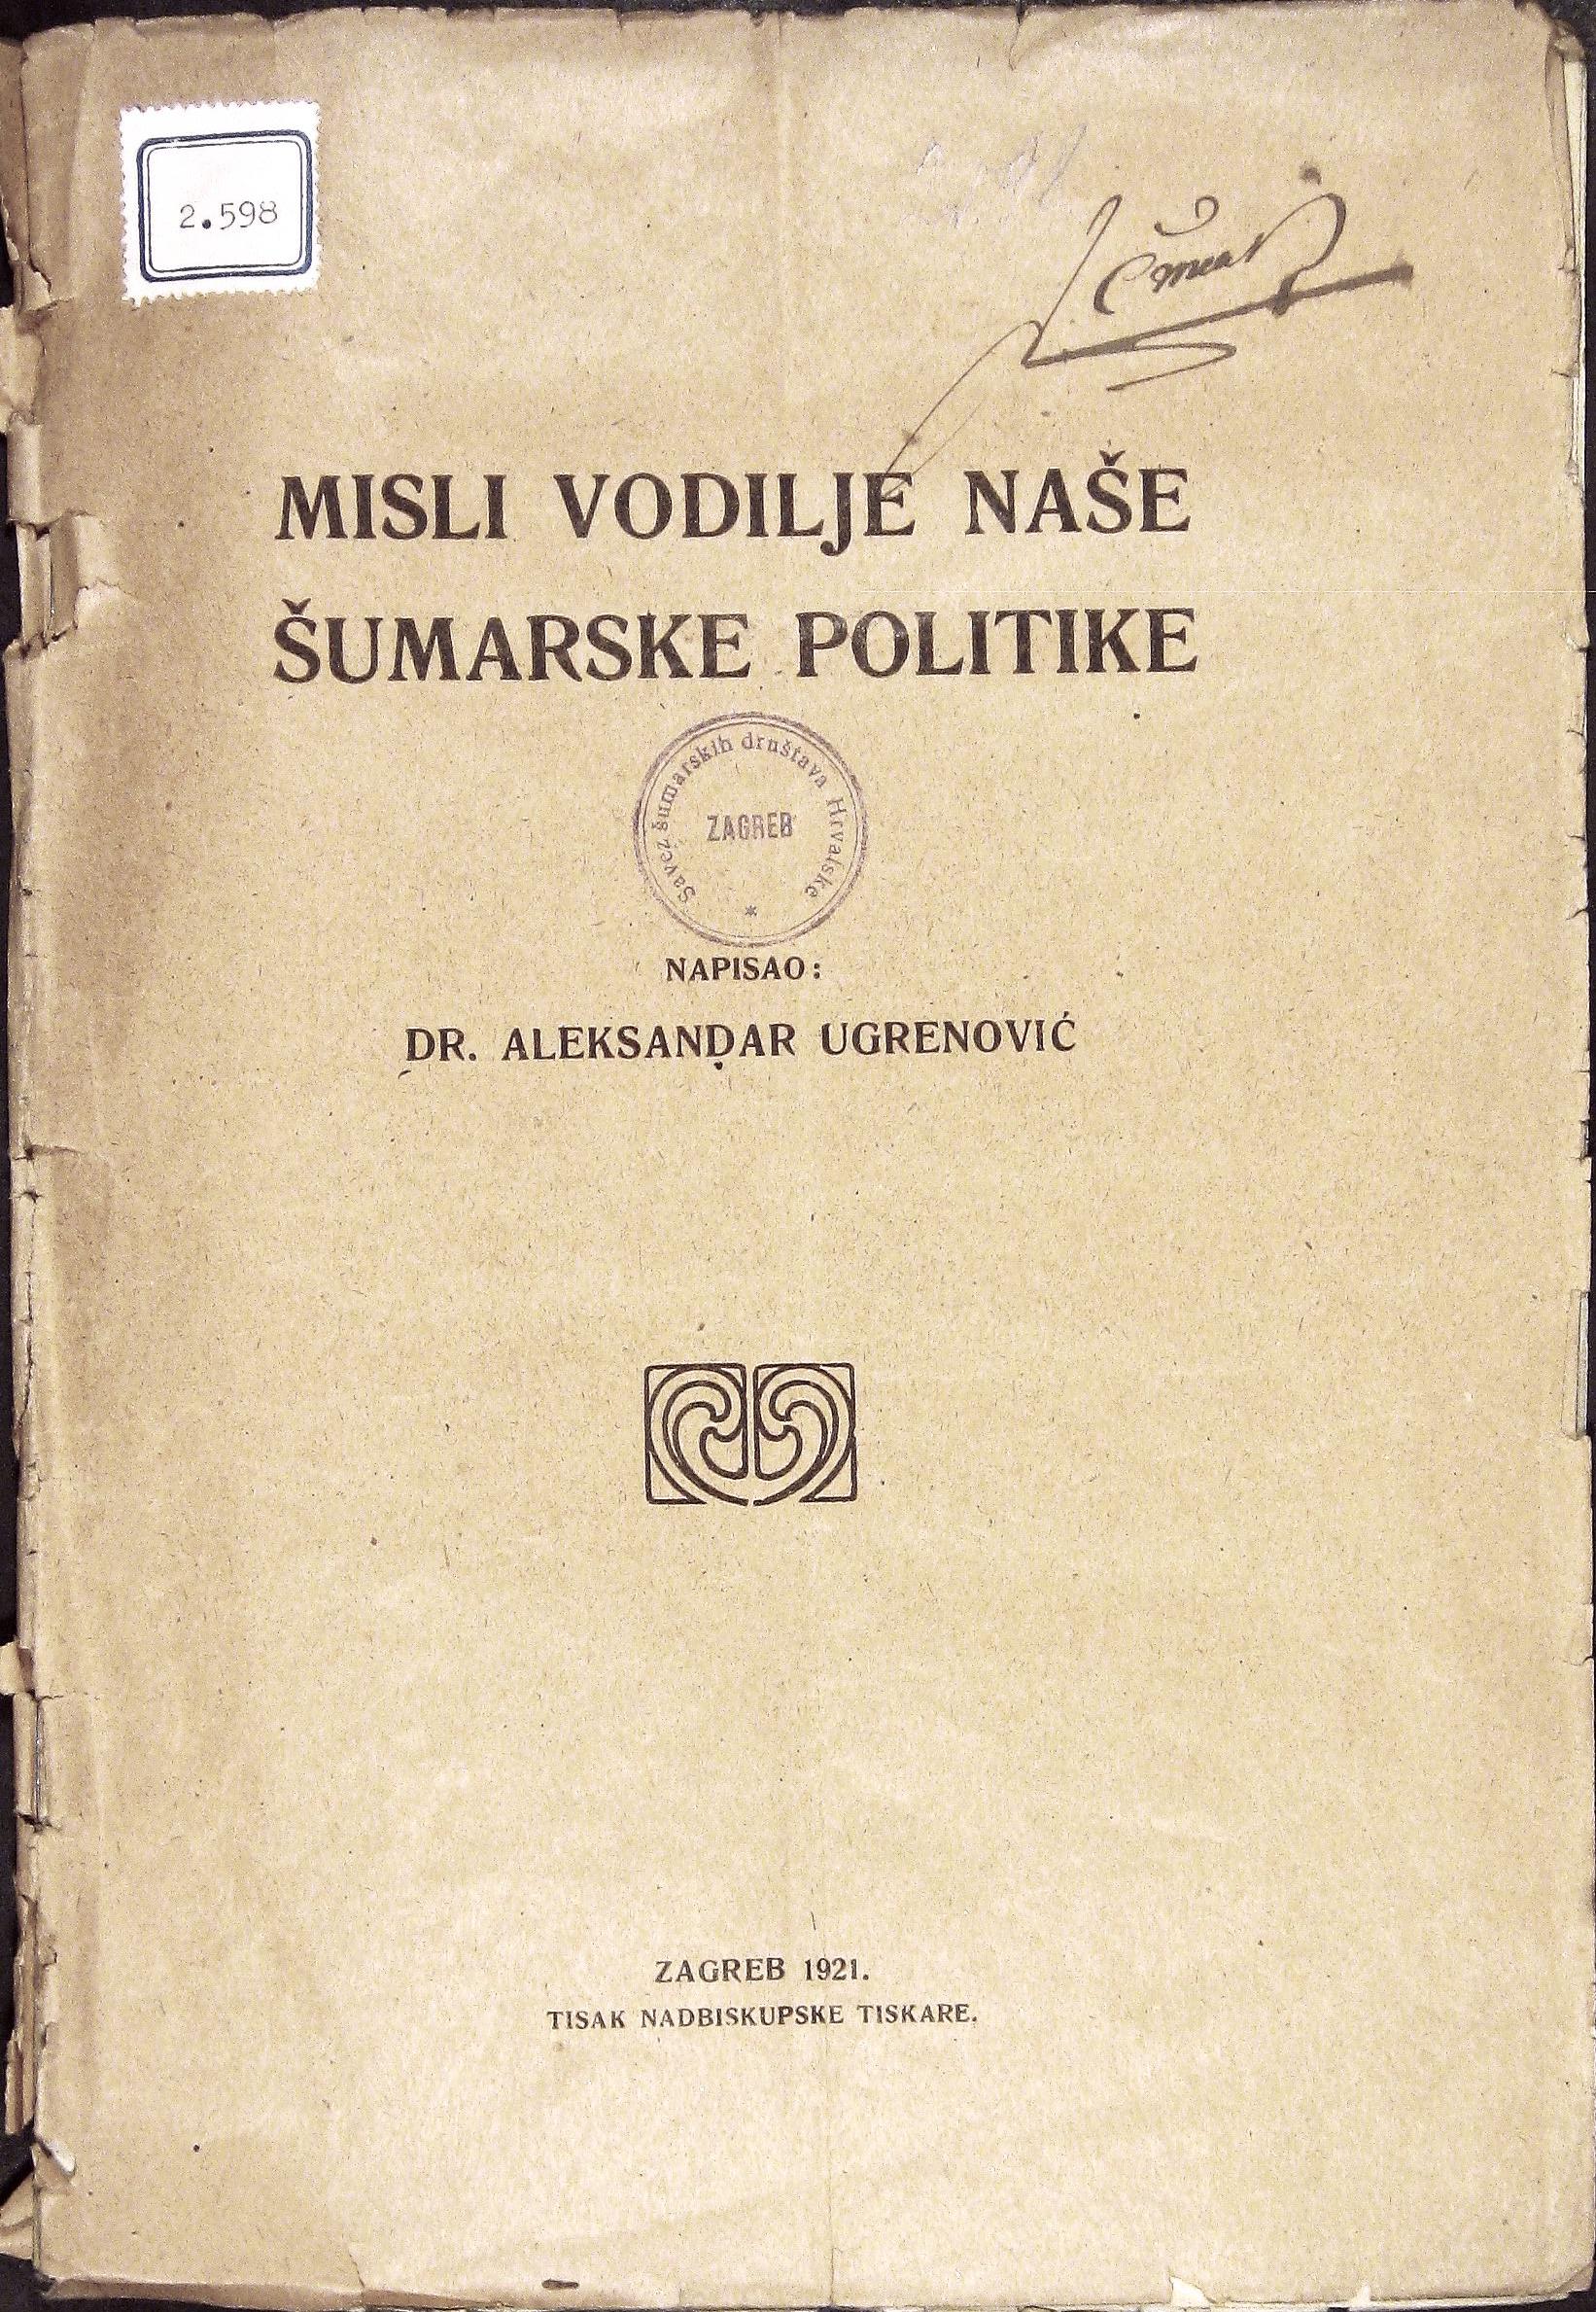 2.598
MISLI VODILJE NAŠE
ŠUMARSKE POLITIKE
Savez šumarskih društava Hrvatske
ZAGREB
NAPISAO:
DR. ALEKSANDAR UGRENOVIĆ
ZAGREB 1921.
TISAK NADBISKUPSKE TISKARE.